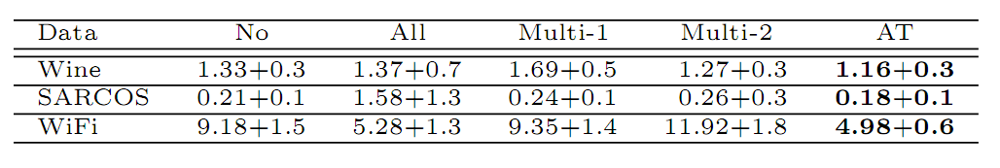 Data No All Multi-1 Multi-2 AT
Wine 1.33+0.3 1.37+0.7 1.69+0.5 1.27+0.3 1.16+0.3
SARCOS 0.21+0.1 1.58+1.3 0.24+0.1 0.26+0.3 0.18+0.1
WiFi 9.18+1.5 5.28+1.3 9.35+1.4 11.92+1.8 4.98+0.6